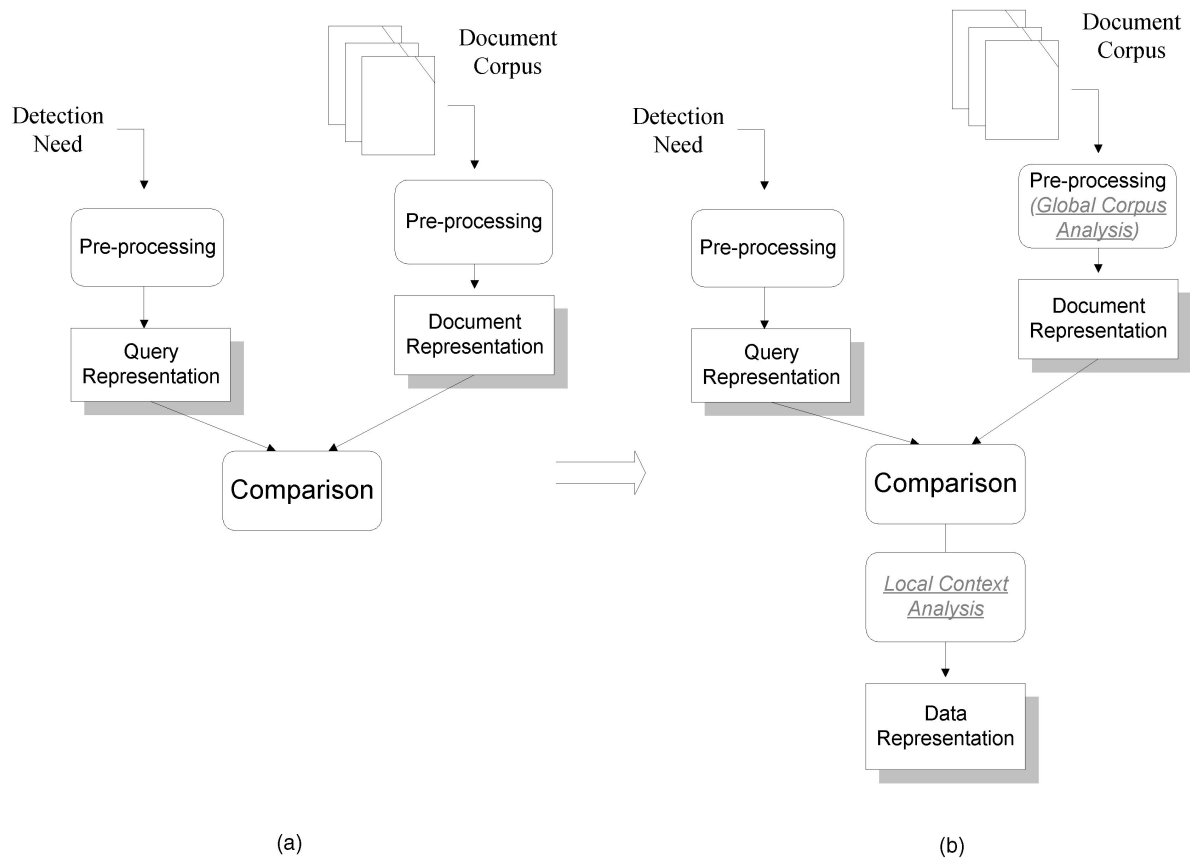 Document
Corpus
Detection
Need
Pre-processing
Pre-processing
Document
Representation
Query
Representation
Comparison
(a)
Document
Corpus
Detection
Need
Pre-processing
(Global Corpus
Analysis)
Pre-processing
Document
Representation
Query
Representation
Comparison
Local Context
Analysis
Data
Representation
(b)